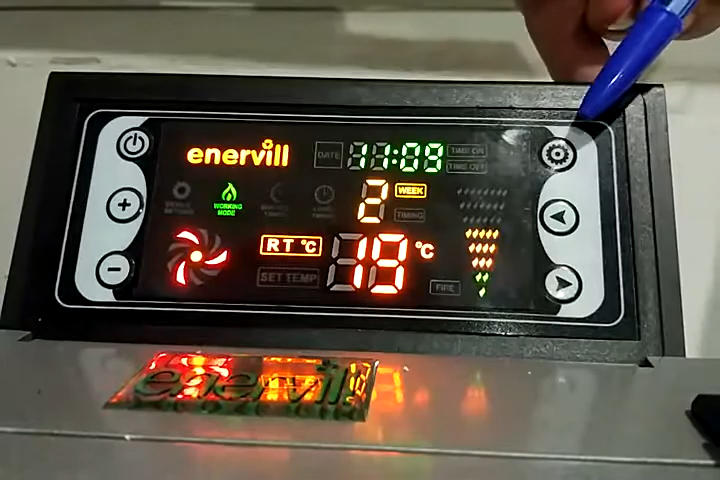 enervill DATE 11:09 TIME ON
TIME OFF
2 WEEK
WORKING
MODE
TIMING
RT °C 19 °C
SET TEMP
FIRE
enervill